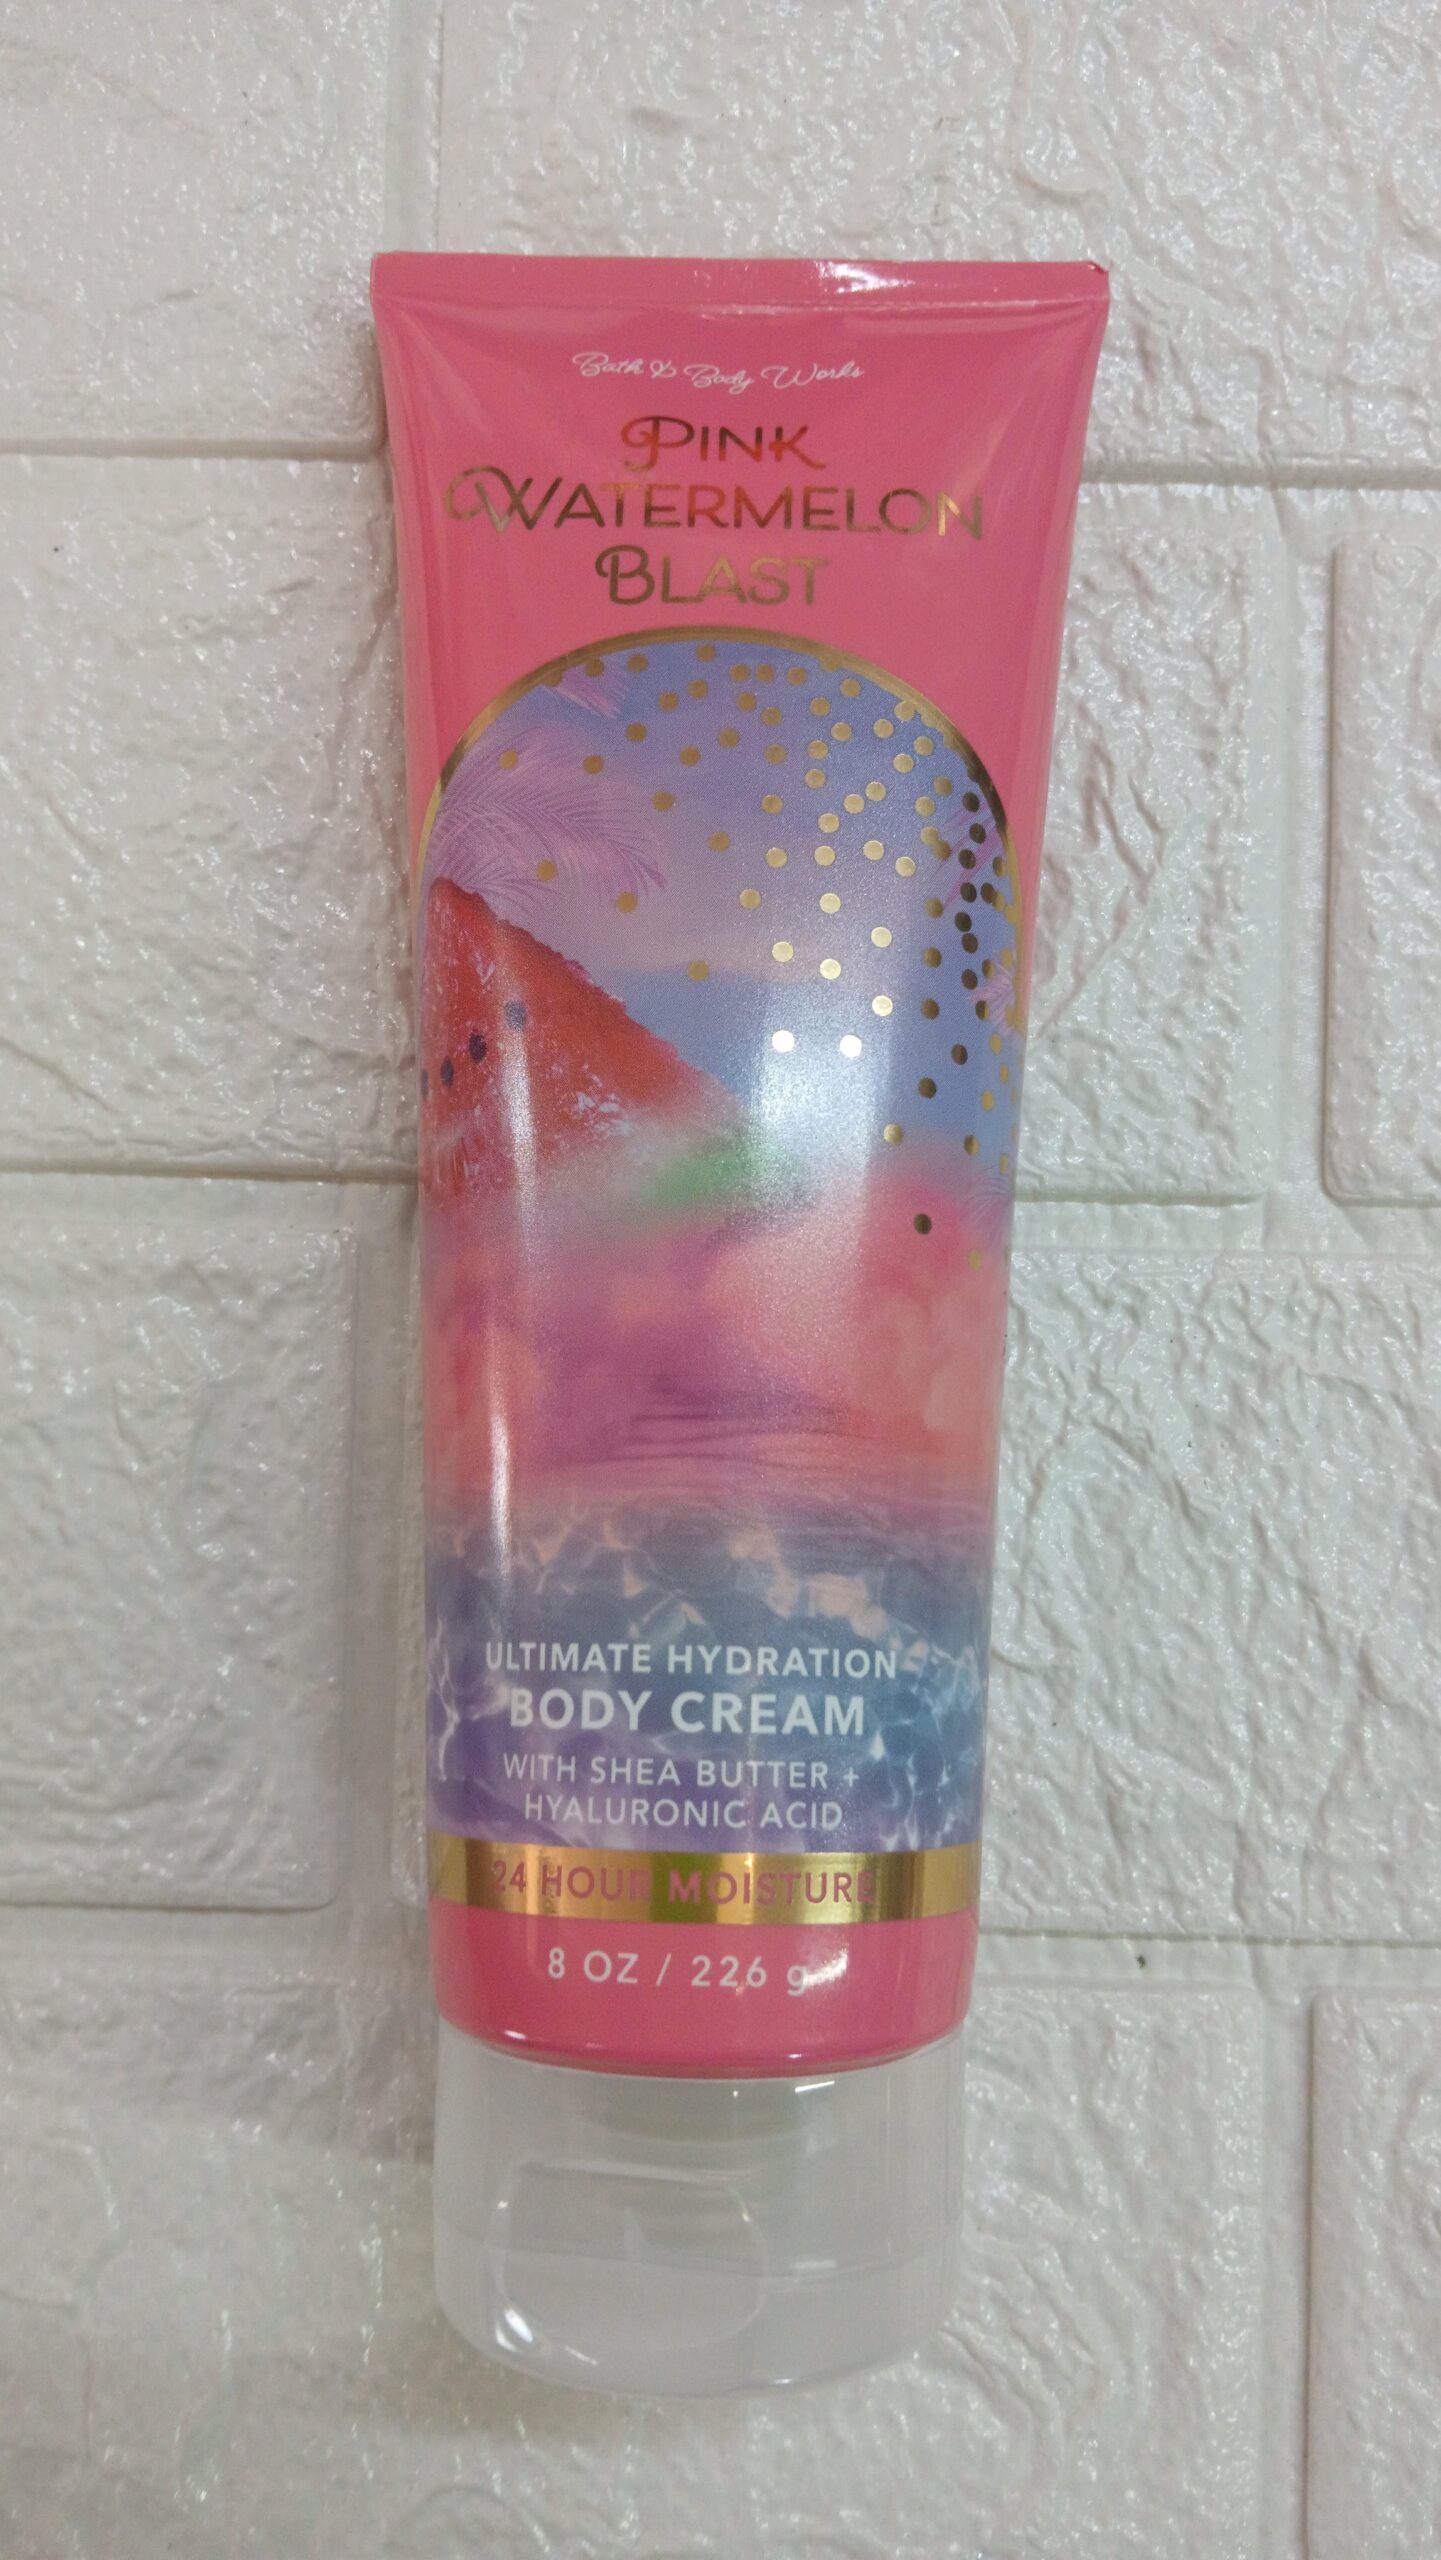 Bath & Body Works
PINK
WATERMELON
BLAST
ULTIMATE HYDRATION
BODY CREAM
WITH SHEA BUTTER +
HYALURONIC ACID
24 HOUR MOISTURE
8 OZ / 226 g